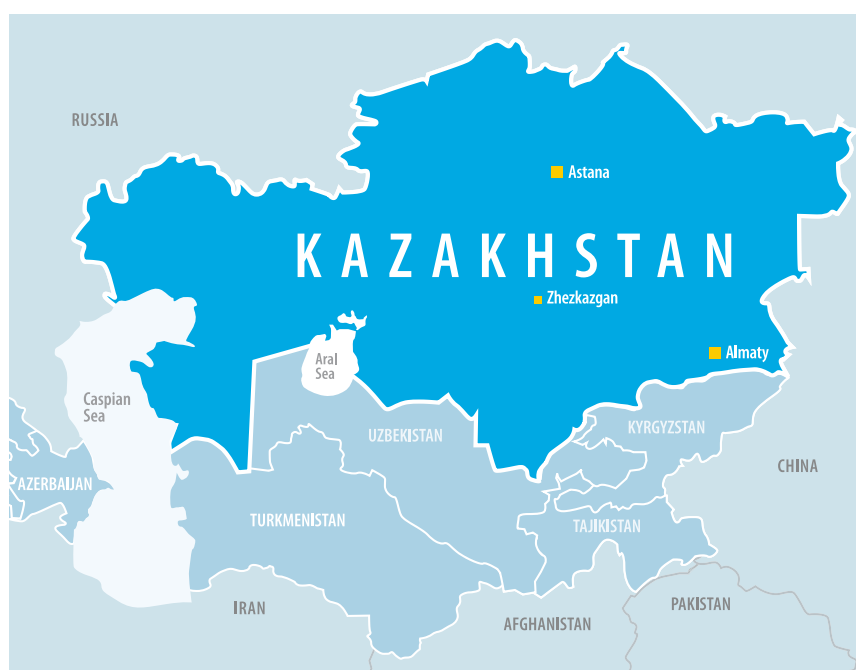 RUSSIA
Astana
KAZAKHSTAN
Zhezkazgan
Almaty
Aral
Sea
Caspian
Sea
UZBEKISTAN
KYRGYZSTAN
CHINA
AZERBAIJAN
TURKMENISTAN
TAJIKISTAN
IRAN
PAKISTAN
AFGHANISTAN